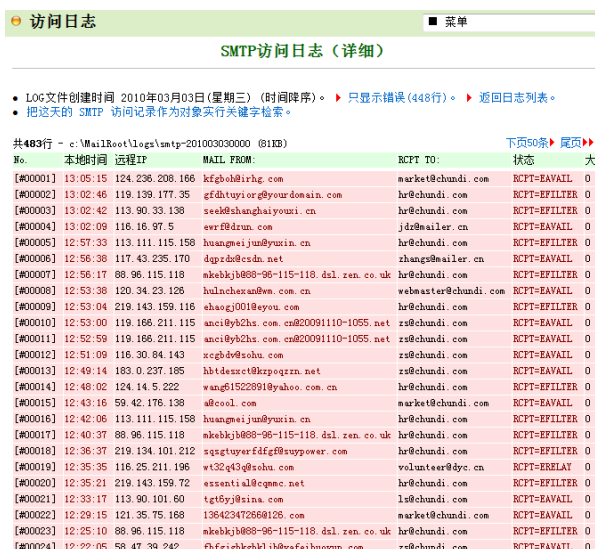 访问日志
菜单
SMTP访问日志（详细）
LOG文件创建时间 2010年03月03日(星期三) (时间降序)。 只显示错误(448行)。 返回日志列表。
把这天的 SMTP 访问记录作为对象实行关键字检索。
共483行 - c:\MailRoot\logs\smtp-201003030000 (81KB) 下页50条 尾页
No. 本地时间 远程IP MAIL FROM: RCPT TO: 状态 大
[#00001] 13:05:15 124.236.208.166 kfgboh@irhg.com market@chundi.com RCPT=EAVAIL 0
[#00002] 13:02:46 119.139.177.35 gfdhtuyiorg@yourdomain.com hr@chundi.com RCPT=EFILTER 0
[#00003] 13:02:42 113.90.33.138 seek@shanghaiyouxi.cn hr@chundi.com RCPT=EFILTER 0
[#00004] 13:02:09 116.16.97.5 ewrf@dzun.com jdz@mailer.cn RCPT=EAVAIL 0
[#00005] 12:57:33 113.111.115.158 huangmeijun@yuxin.cn hr@chundi.com RCPT=EFILTER 0
[#00006] 12:56:38 117.43.235.170 dqpzdx@csdn.net zhangs@mailer.cn RCPT=EAVAIL 0
[#00007] 12:56:17 88.96.115.118 mkebkjb@88-96-115-118.dsl.zen.co.uk hr@chundi.com RCPT=EFILTER 0
[#00008] 12:53:38 120.34.23.126 hulnchexan@wm.com.cn webmaster@chundi.com RCPT=EAVAIL 0
[#00009] 12:53:04 219.143.159.116 ehaogj001@eyou.com hr@chundi.com RCPT=EFILTER 0
[#00010] 12:53:00 119.166.211.115 anci@yb2hs.com.cn@20091110-1055.net zs@chundi.com RCPT=EAVAIL 0
[#00011] 12:52:59 119.166.211.115 anci@yb2hs.com.cn@20091110-1055.net zs@chundi.com RCPT=EAVAIL 0
[#00012] 12:51:09 116.30.84.143 xcgbdv@sohu.com zs@chundi.com RCPT=EAVAIL 0
[#00013] 12:49:14 183.0.237.185 hbtdesxct@kzpoqzzn.net zs@chundi.com RCPT=EAVAIL 0
[#00014] 12:48:02 124.14.5.222 wang61522891@yahoo.com.cn hr@chundi.com RCPT=EFILTER 0
[#00015] 12:43:16 59.42.176.138 a@cool.com market@chundi.com RCPT=EAVAIL 0
[#00016] 12:42:06 113.111.115.158 huangmeijun@yuxin.cn hr@chundi.com RCPT=EFILTER 0
[#00017] 12:40:37 88.96.115.118 mkebkjb@88-96-115-118.dsl.zen.co.uk hr@chundi.com RCPT=EFILTER 0
[#00018] 12:36:37 219.134.101.212 sqsgtuyerfdfgf@suypower.com hr@chundi.com RCPT=EFILTER 0
[#00019] 12:35:35 116.25.211.196 wt32q43q@sohu.com volunteer@dyc.cn RCPT=ERELAY 0
[#00020] 12:35:21 219.143.159.72 essential@cqmmc.net hr@chundi.com RCPT=EFILTER 0
[#00021] 12:33:17 113.90.101.60 tgt6yj@sina.com ls@chundi.com RCPT=EAVAIL 0
[#00022] 12:29:15 121.35.75.168 13642347266@126.com market@chundi.com RCPT=EAVAIL 0
[#00023] 12:25:10 88.96.115.118 mkebkjb@88-96-115-118.dsl.zen.co.uk hr@chundi.com RCPT=EFILTER 0
[#00024] 12:22:05 58.47.39.242 zs@chundi.com RCPT=EAVAIL 0